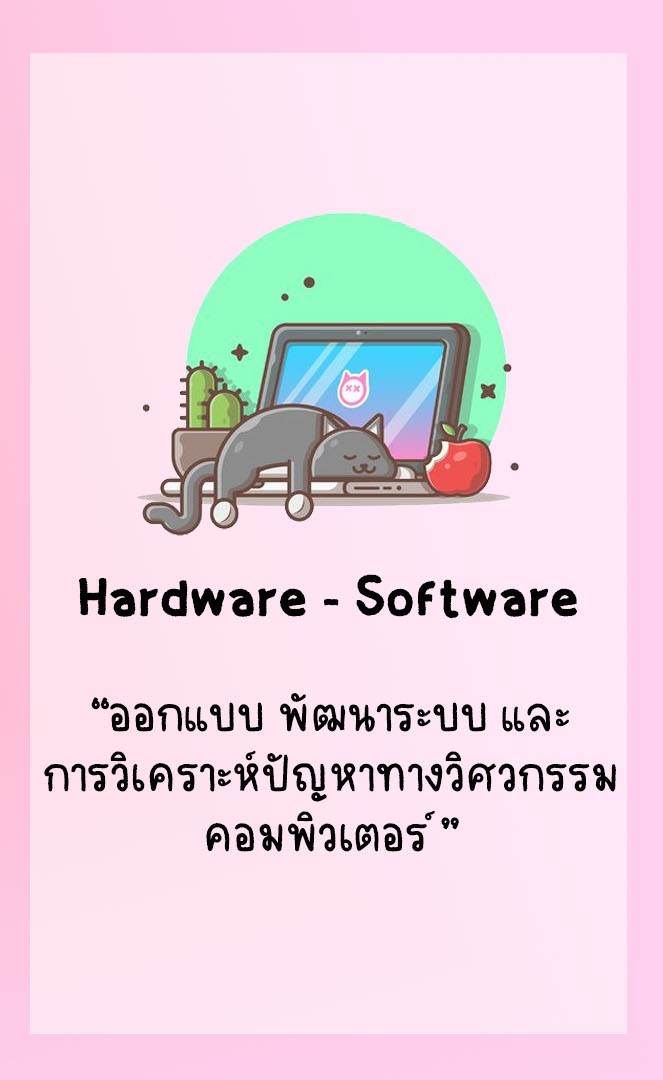 Hardware - Software
“ออกแบบ พัฒนาระบบ และ
การวิเคราะห์ปัญหาทางวิศวกรรม
คอมพิวเตอร์ ”